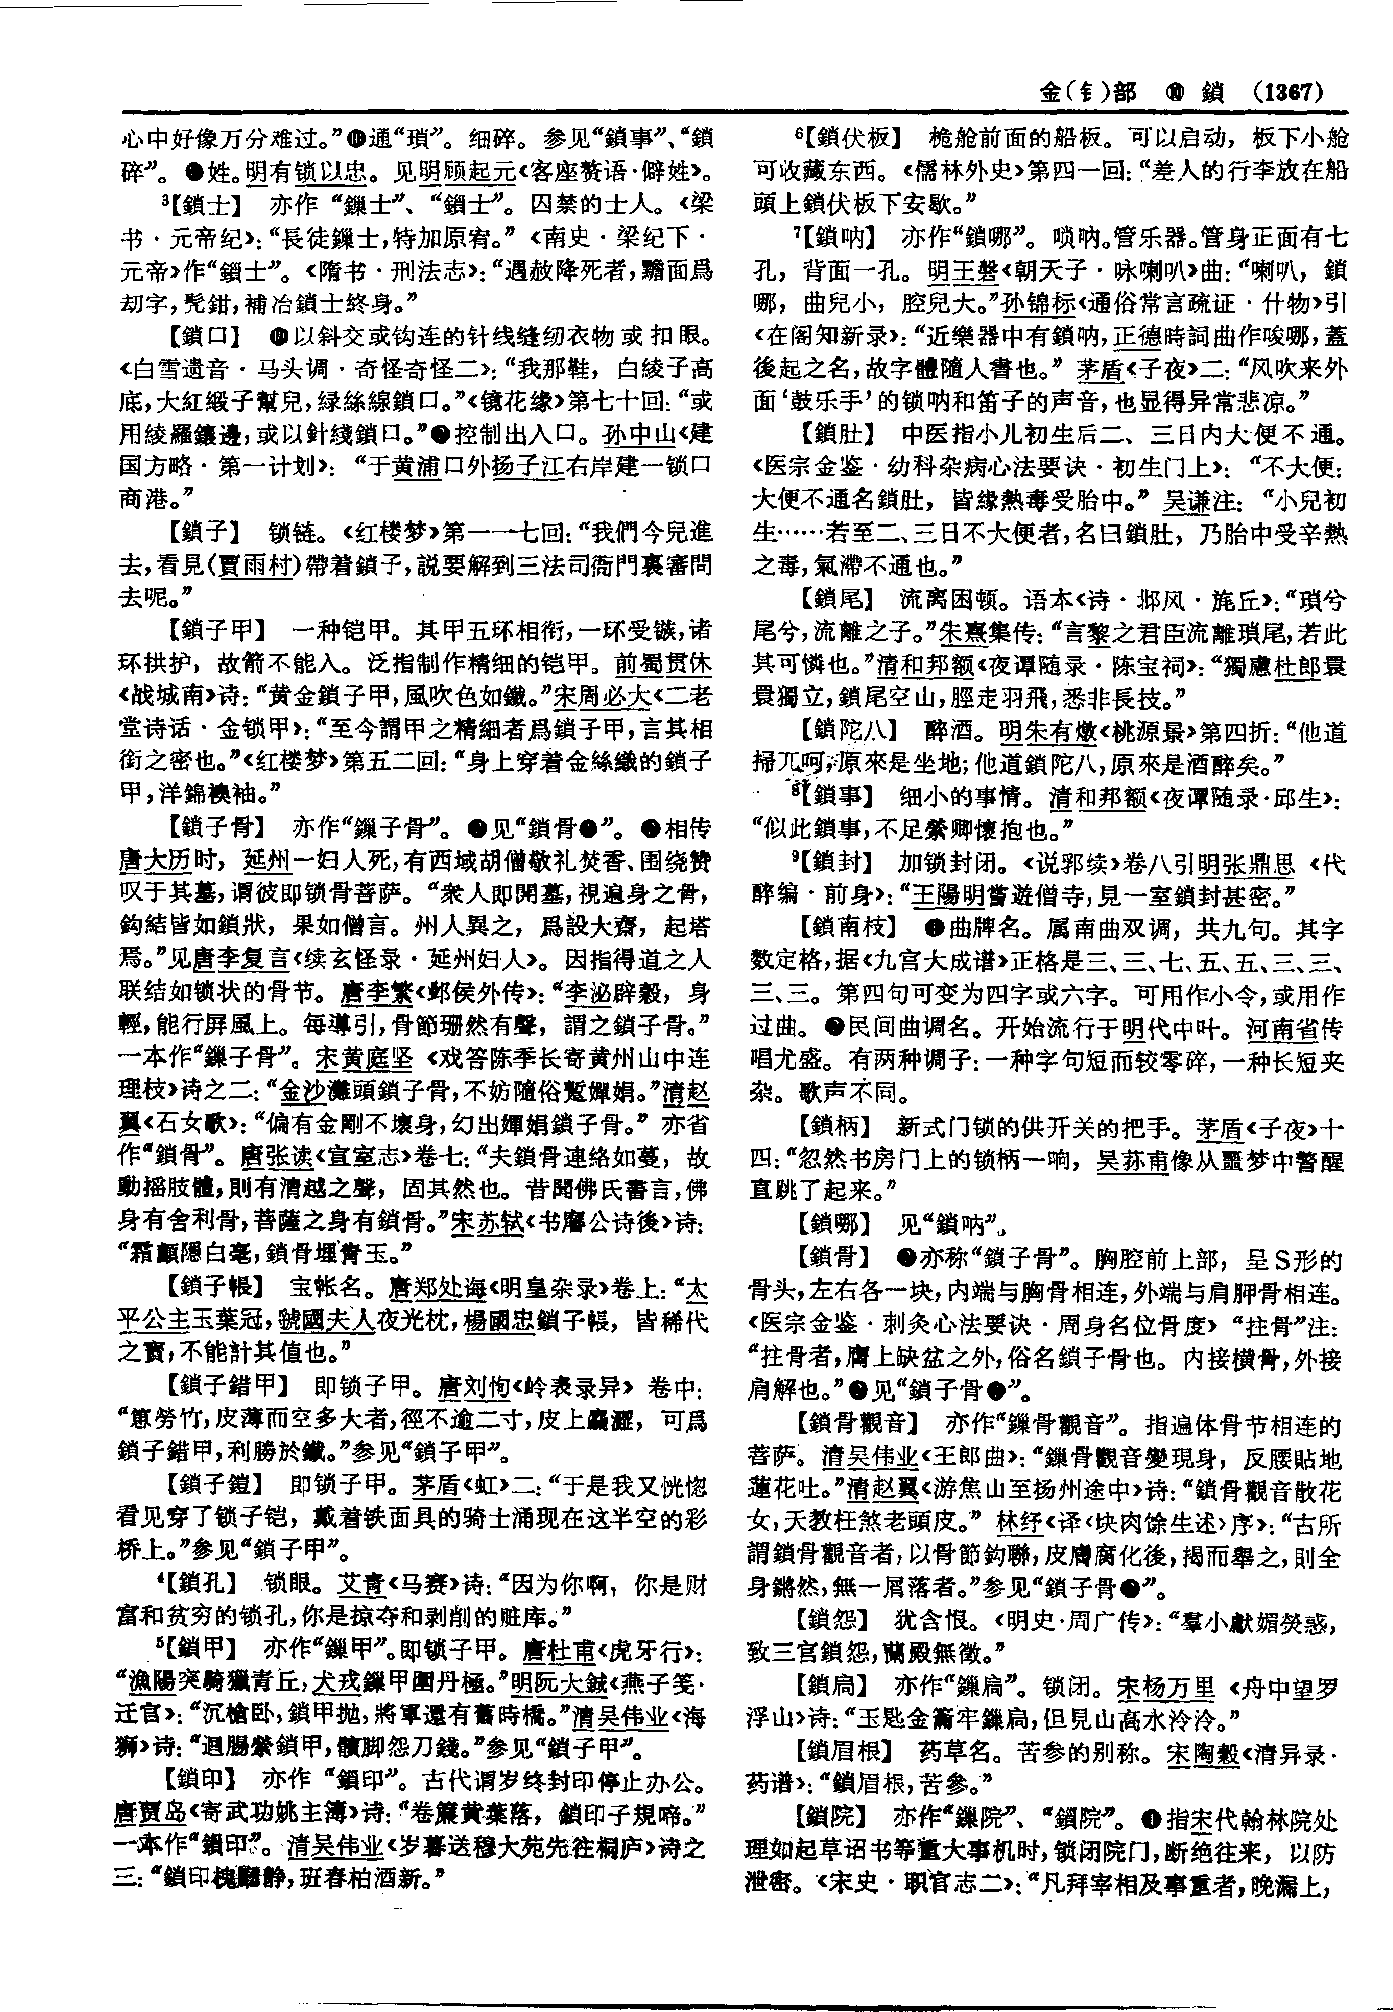 金(钅)部 ⑩ 鎖 (1367)
心中好像万分难过。”⓫通“瑣”。细碎。参见“鎖事”、“鎖
碎”。 姓。明有锁以忠。见明顾起元《客座赘语·僻姓》。
³【鎖士】 亦作“鏁士”、“鎻士”。囚禁的士人。《梁
书·元帝纪》：“長徒鏁士，特加原宥。”《南史·梁纪下·
元帝》作“鎻士”。《隋书·刑法志》：“遇赦降死者，黵面爲
刧字，髡鉗，補冶鎖士終身。”
【鎖口】 ❶以斜交或钩连的针线缝纫衣物或扣眼。
《白雪遗音·马头调·奇怪奇怪二》：“我那鞋，白綾子高
底，大紅緞子幫兒，绿絲線鎖口。”《镜花缘》第七十回：“或
用綾羅鑲邊，或以針綫鎖口。”❷控制出入口。孙中山《建
国方略·第一计划》：“于黄浦口外扬子江右岸建一锁口
商港。”
【鎖子】 锁链。《红楼梦》第一一七回：“我們今兒進
去，看見(賈雨村)帶着鎖子，説要解到三法司衙門裏審問
去呢。”
【鎖子甲】 一种铠甲。其甲五环相衔，一环受镞，诸
环拱护，故箭不能入。泛指制作精细的铠甲。前蜀贯休
《战城南》诗：“黄金鎖子甲，風吹色如鐵。”宋周必大《二老
堂诗话·金锁甲》：“至今謂甲之精細者爲鎖子甲，言其相
銜之密也。”《红楼梦》第五二回：“身上穿着金絲織的鎖子
甲，洋錦襖袖。”
【鎖子骨】 亦作“鏁子骨”。❶见“鎖骨❶”。❷相传
唐大历时，延州一妇人死，有西域胡僧敬礼焚香、围绕赞
叹于其墓，谓彼即锁骨菩萨。“衆人即開墓，視遍身之骨，
鈎結皆如鎖狀，果如僧言。州人異之，爲設大齋，起塔
焉。”见唐李复言《续玄怪录·延州妇人》。因指得道之人
联结如锁状的骨节。唐李繁《邺侯外传》：“李泌辟穀，身
輕，能行屏風上。每導引，骨節珊然有聲，謂之鎖子骨。”
一本作“鏁子骨”。宋黄庭坚《戏答陈季长寄黄州山中连
理枝》诗之二：“金沙灘頭鎖子骨，不妨隨俗蹔嬋娟。”清赵
翼《石女歌》：“偏有金剛不壞身，幻出嬋娟鎖子骨。”亦省
作“鎖骨”。唐张读《宣室志》卷七：“夫鎖骨連絡如蔓，故
動摇肢體，則有清越之聲，固其然也。昔聞佛氏書言，佛
身有舍利骨，菩薩之身有鎖骨。”宋苏轼《书麐公诗後》诗：
“霜顱隱白毫，鎖骨埋青玉。”
【鎖子帳】 宝帐名。唐郑处诲《明皇杂录》卷上：“太
平公主玉葉冠，虢國夫人夜光枕，楊國忠鎖子帳，皆稀代
之寳，不能計其值也。”
【鎖子錯甲】 即锁子甲。唐刘恂《岭表录异》卷中：
“䈡勞竹，皮薄而空多大者，徑不逾二寸，皮上麤澀，可爲
鎖子錯甲，利勝於鐵。”参见“鎖子甲”。
【鎖子鎧】 即锁子甲。茅盾《虹》二：“于是我又恍惚
看见穿了锁子铠，戴着铁面具的骑士涌现在这半空的彩
桥上。”参见“鎖子甲”。
⁴【鎖孔】 锁眼。艾青《马赛》诗：“因为你啊，你是财
富和贫穷的锁孔，你是掠夺和剥削的赃库。”
⁵【鎖甲】 亦作“鏁甲”。即锁子甲。唐杜甫《虎牙行》：
“漁陽突騎獵青丘，犬戎鏁甲圍丹極。”明阮大鋮《燕子笺·
迁官》：“沉槍卧，鎖甲抛，將軍還有舊時橋。”清吴伟业《海
狮》诗：“迴腸縈鎖甲，髕脚怨刀錢。”参见“鎖子甲”。
【鎖印】 亦作“鎻印”。古代谓岁终封印停止办公。
唐贾岛《寄武功姚主簿》诗：“卷簾黄葉落，鎖印子規啼。”
一本作“鎻印”。清吴伟业《岁暮送穆大苑先往桐庐》诗之
三：“鎖印槐廳静，班春柏酒新。”
⁶【鎖伏板】 桅舱前面的船板。可以启动，板下小舱
可收藏东西。《儒林外史》第四一回：“差人的行李放在船
頭上鎖伏板下安歇。”
⁷【鎖呐】 亦作“鎖哪”。唢呐。管乐器。管身正面有七
孔，背面一孔。明王磐《朝天子·咏喇叭》曲：“喇叭，鎖
哪，曲兒小，腔兒大。”孙锦标《通俗常言疏证·什物》引
《在阁知新录》：“近樂器中有鎖呐，正德時詞曲作唆哪，蓋
後起之名，故字體隨人書也。”茅盾《子夜》二：“风吹来外
面‘鼓乐手’的锁呐和笛子的声音，也显得异常悲凉。”
【鎖肚】 中医指小儿初生后二、三日内大便不通。
《医宗金鉴·幼科杂病心法要诀·初生门上》：“不大便：
大便不通名鎖肚，皆緣熱毒受胎中。”吴谦注：“小兒初
生……若至二、三日不大便者，名曰鎖肚，乃胎中受辛熱
之毒，氣滯不通也。”
【鎖尾】 流离困顿。语本《诗·邶风·旄丘》：“瑣兮
尾兮，流離之子。”朱熹集传：“言黎之君臣流離瑣尾，若此
其可憐也。”清和邦额《夜谭随录·陈宝祠》：“獨慮杜郎睘
睘獨立，鎖尾空山，脛走羽飛，悉非長技。”
【鎖陀八】 醉酒。明朱有燉《桃源景》第四折：“他道
掃兀呵，原來是坐地；他道鎖陀八，原來是酒醉矣。”
⁸【鎖事】 细小的事情。清和邦额《夜谭随录·邱生》：
“似此鎖事，不足縈卿懷抱也。”
⁹【鎖封】 加锁封闭。《说郛续》卷八引明张鼎思《代
醉编·前身》：“王陽明嘗遊僧寺，見一室鎖封甚密。”
【鎖南枝】 ❶曲牌名。属南曲双调，共九句。其字
数定格，据《九宫大成谱》正格是三、三、七、五、五、三、三、
三、三。第四句可变为四字或六字。可用作小令，或用作
过曲。❷民间曲调名。开始流行于明代中叶。河南省传
唱尤盛。有两种调子：一种字句短而较零碎，一种长短夹
杂。歌声不同。
【鎖柄】 新式门锁的供开关的把手。茅盾《子夜》十
四：“忽然书房门上的锁柄一响，吴荪甫像从噩梦中警醒
直跳了起来。”
【鎖哪】 见“鎖呐”。
【鎖骨】 ❶亦称“鎖子骨”。胸腔前上部，呈S形的
骨头，左右各一块，内端与胸骨相连，外端与肩胛骨相连。
《医宗金鉴·刺灸心法要诀·周身名位骨度》“拄骨”注：
“拄骨者，膺上缺盆之外，俗名鎖子骨也。内接横骨，外接
肩解也。”❷见“鎖子骨❷”。
【鎖骨觀音】 亦作“鏁骨觀音”。指遍体骨节相连的
菩萨。清吴伟业《王郎曲》：“鏁骨觀音變現身，反腰貼地
蓮花吐。”清赵翼《游焦山至扬州途中》诗：“鎖骨觀音散花
女，天教枉煞老頭皮。”林纾《译〈块肉馀生述〉序》：“古所
謂鎖骨觀音者，以骨節鈎聯，皮膚腐化後，揭而舉之，則全
身鏘然，無一屑落者。”参见“鎖子骨❷”。
【鎖怨】 犹含恨。《明史·周广传》：“羣小獻媚熒惑，
致三宫鎖怨，蘭殿無徵。”
【鎖扃】 亦作“鏁扃”。锁闭。宋杨万里《舟中望罗
浮山》诗：“玉匙金籥牢鏁扃，但見山高水泠泠。”
【鎖眉根】 药草名。苦参的别称。宋陶穀《清异录·
药谱》：“鎖眉根，苦參。”
【鎖院】 亦作“鏁院”、“鎻院”。❶指宋代翰林院处
理如起草诏书等重大事机时，锁闭院门，断绝往来，以防
泄密。《宋史·职官志二》：“凡拜宰相及事重者，晚漏上，